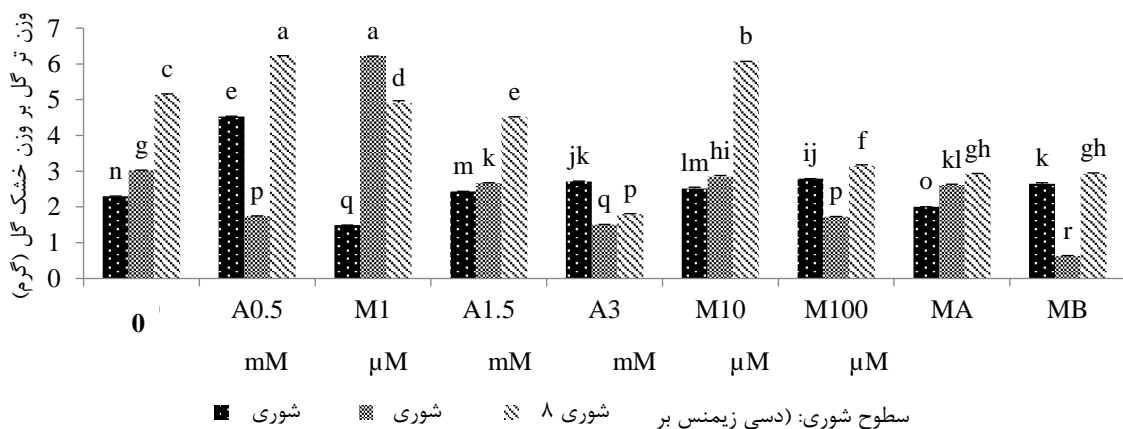 وزن تر گل بر وزن خشک گل (گرم)
7
6
5
4
3
2
1
0
n g c
e p a
q a d
m k e
jk q p
lm hi b
ij p f
o kl gh
k r gh
0 A0.5 M1 A1.5 A3 M10 M100 MA MB
mM µM mM mM µM µM
شوری شوری شوری ۸ سطوح شوری: (دسی زیمنس بر